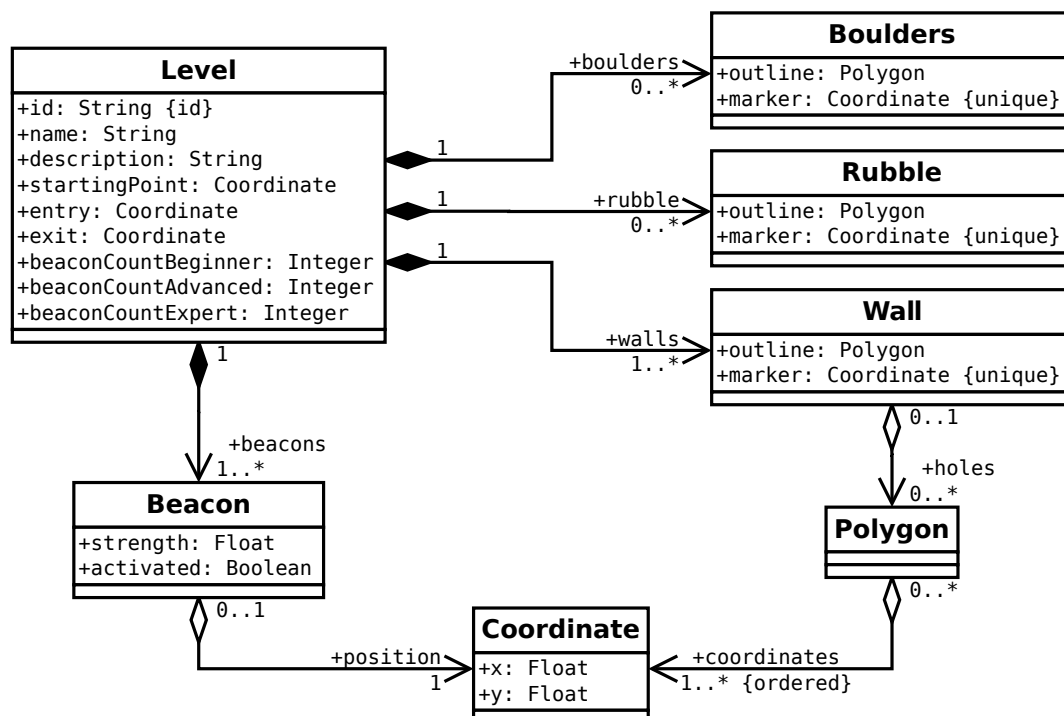 Level
+id: String {id}
+name: String
+description: String
+startingPoint: Coordinate
+entry: Coordinate
+exit: Coordinate
+beaconCountBeginner: Integer
+beaconCountAdvanced: Integer
+beaconCountExpert: Integer
1
+boulders
0..*
Boulders
+outline: Polygon
+marker: Coordinate {unique}
1
+rubble
0..*
Rubble
+outline: Polygon
+marker: Coordinate {unique}
1
+walls
1..*
Wall
+outline: Polygon
+marker: Coordinate {unique}
1
+beacons
1..*
0..1
+holes
0..*
Beacon
+strength: Float
+activated: Boolean
Polygon
0..1
+position
1
0..*
+coordinates
1..* {ordered}
Coordinate
+x: Float
+y: Float